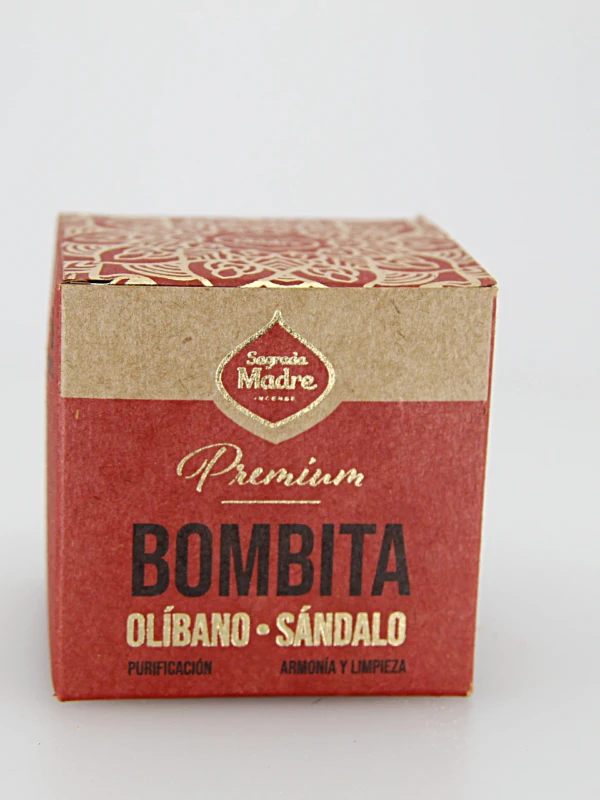 Sagrada
Madre
INCENSE
Premium
BOMBITA
OLÍBANO • SÁNDALO
PURIFICACIÓN ARMONÍA Y LIMPIEZA